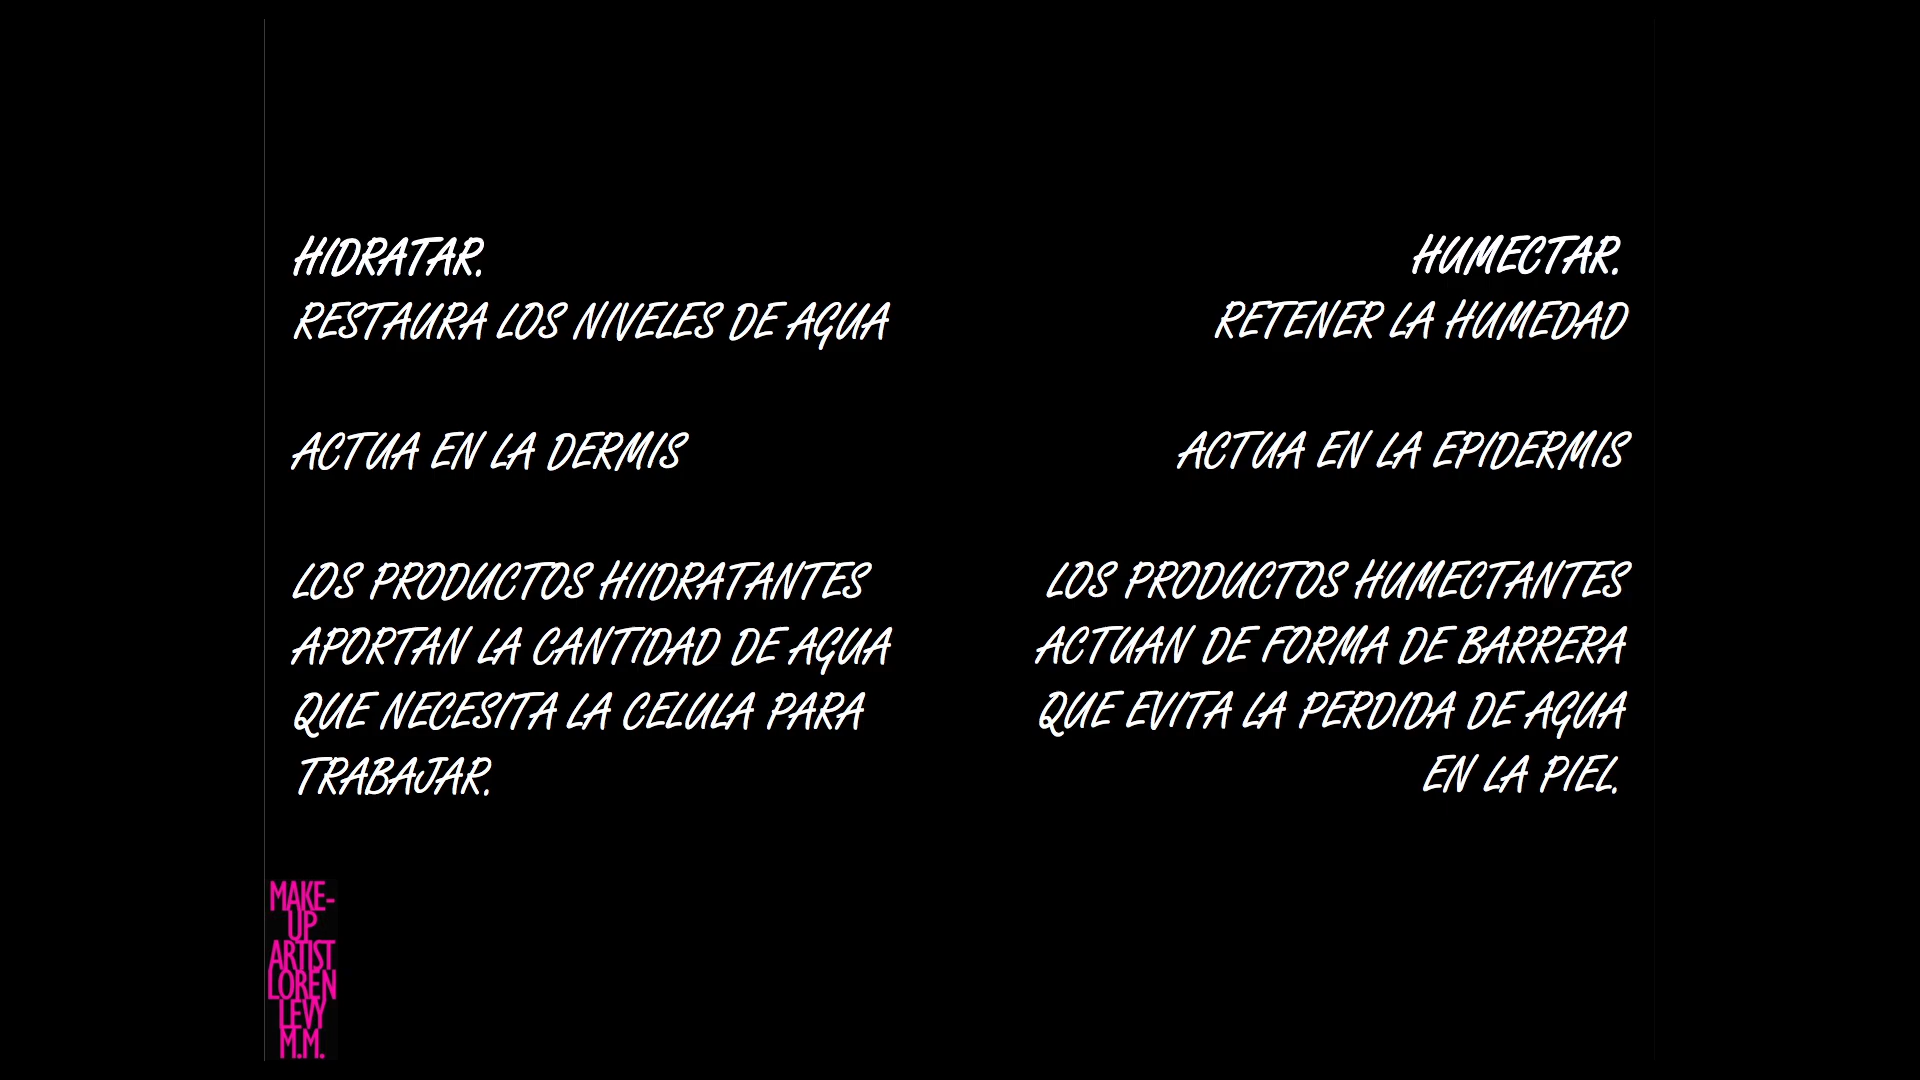 HIDRATAR.
RESTAURA LOS NIVELES DE AGUA
ACTUA EN LA DERMIS
LOS PRODUCTOS HIIDRATANTES
APORTAN LA CANTIDAD DE AGUA
QUE NECESITA LA CELULA PARA
TRABAJAR.
HUMECTAR.
RETENER LA HUMEDAD
ACTUA EN LA EPIDERMIS
LOS PRODUCTOS HUMECTANTES
ACTUAN DE FORMA DE BARRERA
QUE EVITA LA PERDIDA DE AGUA
EN LA PIEL.
MAKE-
UP
ARTIST
LOREN
LEVY
M.M.